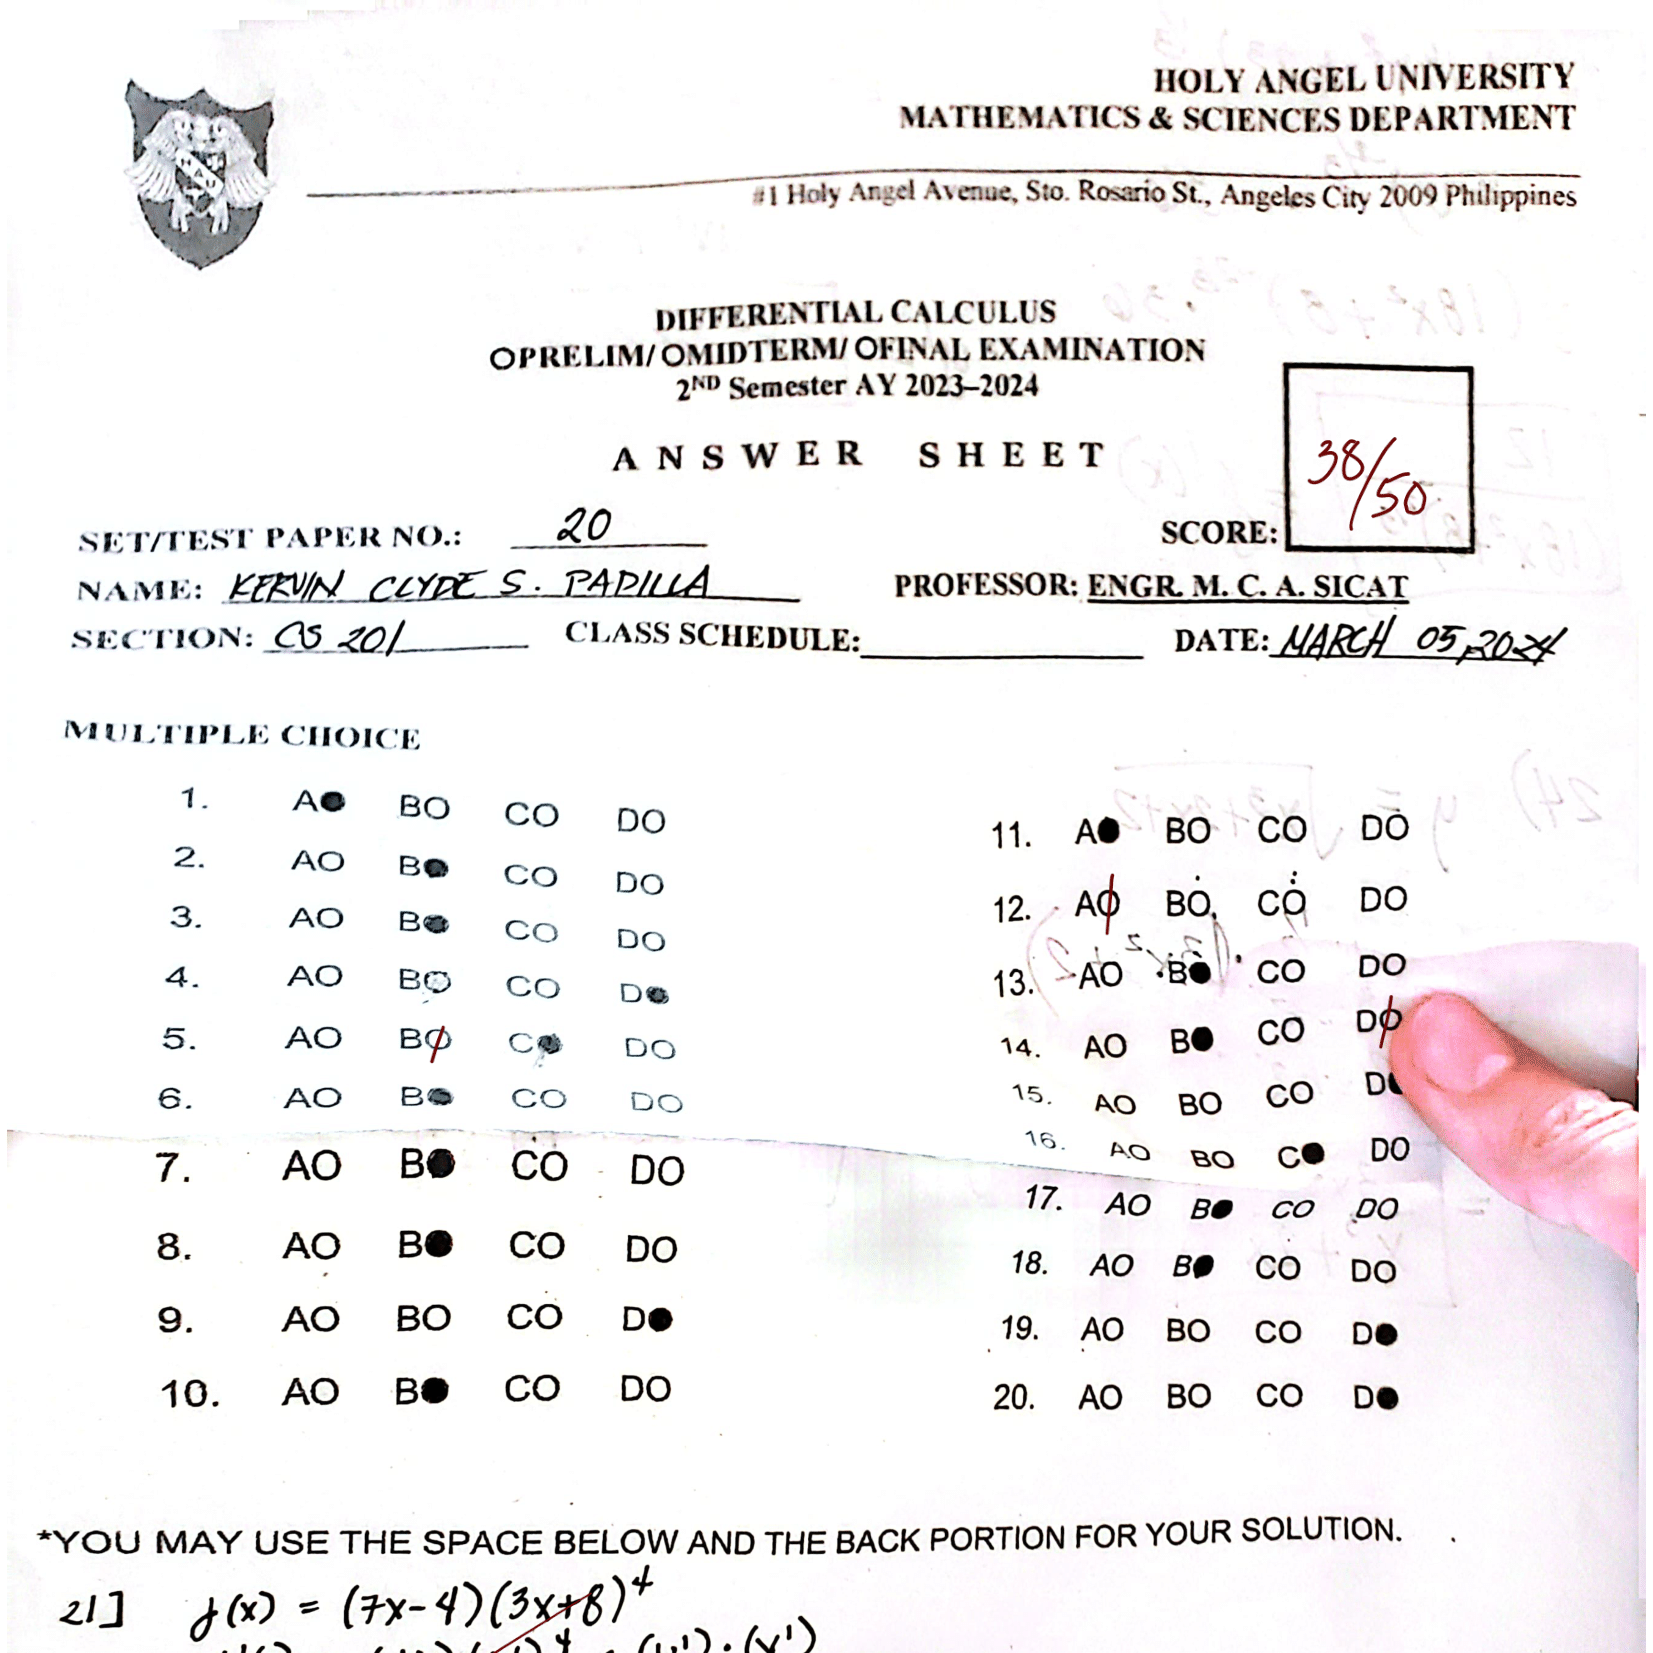 HOLY ANGEL UNIVERSITY
MATHEMATICS & SCIENCES DEPARTMENT
#1 Holy Angel Avenue, Sto. Rosario St., Angeles City 2009 Philippines
DIFFERENTIAL CALCULUS
OPRELIM/ OMIDTERM/ OFINAL EXAMINATION
2ND Semester AY 2023–2024
ANSWER SHEET
38/50
SET/TEST PAPER NO.: 20 SCORE:
NAME: KERVIN CLYDE S. PADILLA PROFESSOR: ENGR. M. C. A. SICAT
SECTION: CS 201 CLASS SCHEDULE: DATE: MARCH 05, 2024
MULTIPLE CHOICE
1. A● BO CO DO
2. AO B● CO DO
3. AO B● CO DO
4. AO BO CO D●
5. AO BO C● DO
6. AO B● CO DO
7. AO B● CO DO
8. AO B● CO DO
9. AO BO CO D●
10. AO B● CO DO
11. A● BO CO DO
12. AO BO CO DO
13. AO B● CO DO
14. AO B● CO DO
15. AO BO CO D●
16. AO BO C● DO
17. AO B● CO DO
18. AO B● CO DO
19. AO BO CO D●
20. AO BO CO D●
*YOU MAY USE THE SPACE BELOW AND THE BACK PORTION FOR YOUR SOLUTION.
21] f(x) = (7x-4)(3x+8)^4